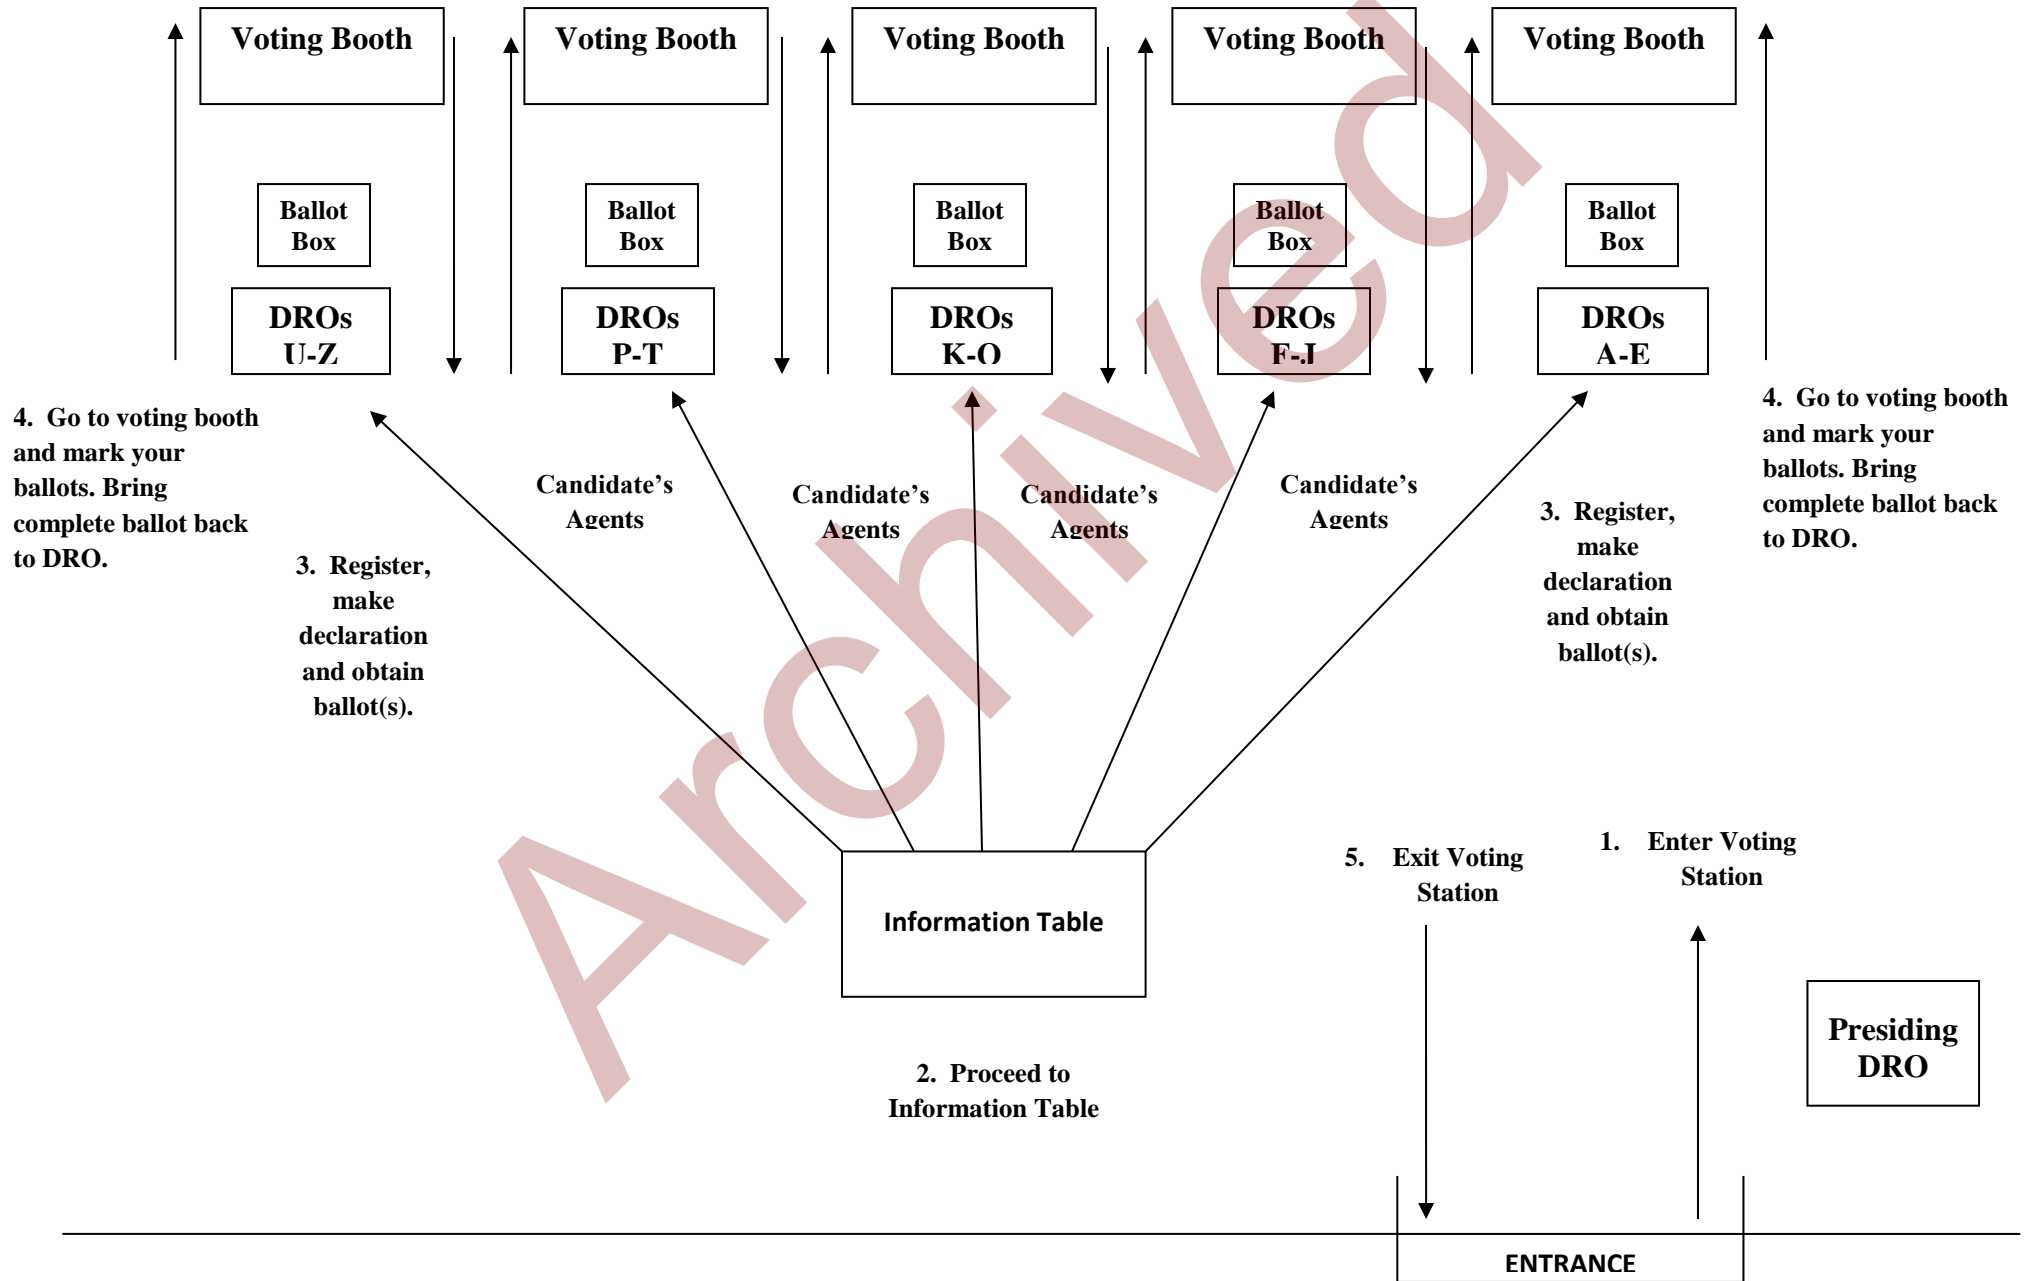 Voting Booth
Voting Booth
Voting Booth
Voting Booth
Voting Booth
Ballot
Box
Ballot
Box
Ballot
Box
Ballot
Box
Ballot
Box
DROs
U-Z
DROs
P-T
DROs
K-O
DROs
F-J
DROs
A-E
4. Go to voting booth
and mark your
ballots. Bring
complete ballot back
to DRO.
3. Register,
make
declaration
and obtain
ballot(s).
Candidate’s
Agents
Candidate’s
Agents
Candidate’s
Agents
Candidate’s
Agents
3. Register,
make
declaration
and obtain
ballot(s).
4. Go to voting booth
and mark your
ballots. Bring
complete ballot back
to DRO.
Information Table
5. Exit Voting
Station
1. Enter Voting
Station
2. Proceed to
Information Table
Presiding
DRO
ENTRANCE
Archived